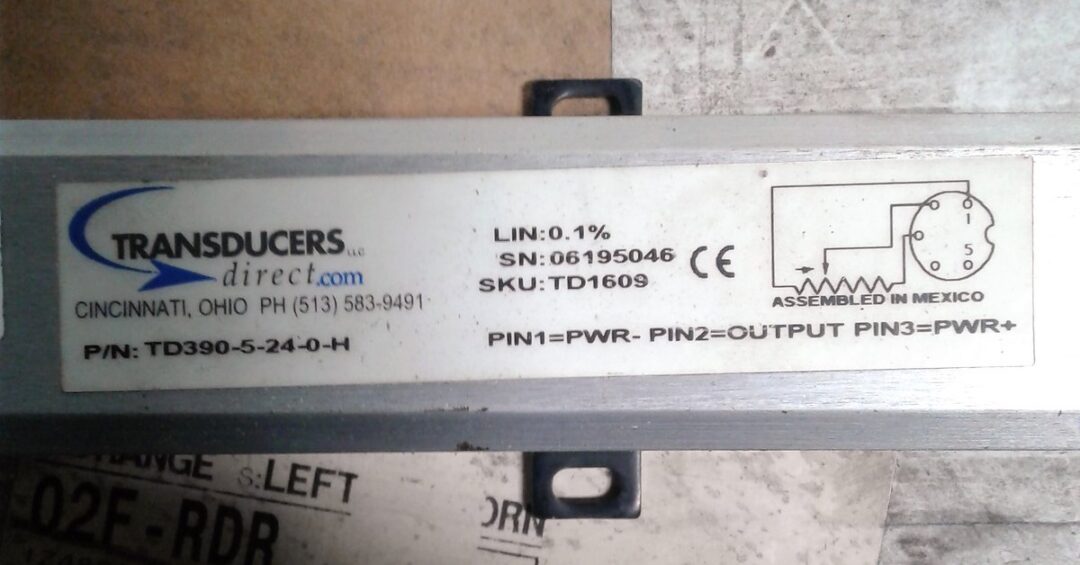 TRANSDUCERS LLC
direct.com
CINCINNATI, OHIO PH (513) 583-9491
P/N: TD390-5-24-0-H
LIN:0.1%
SN:06195046
SKU:TD1609
CE
1
5
ASSEMBLED IN MEXICO
PIN1=PWR- PIN2=OUTPUT PIN3=PWR+
S:LEFT
-02F-RDR